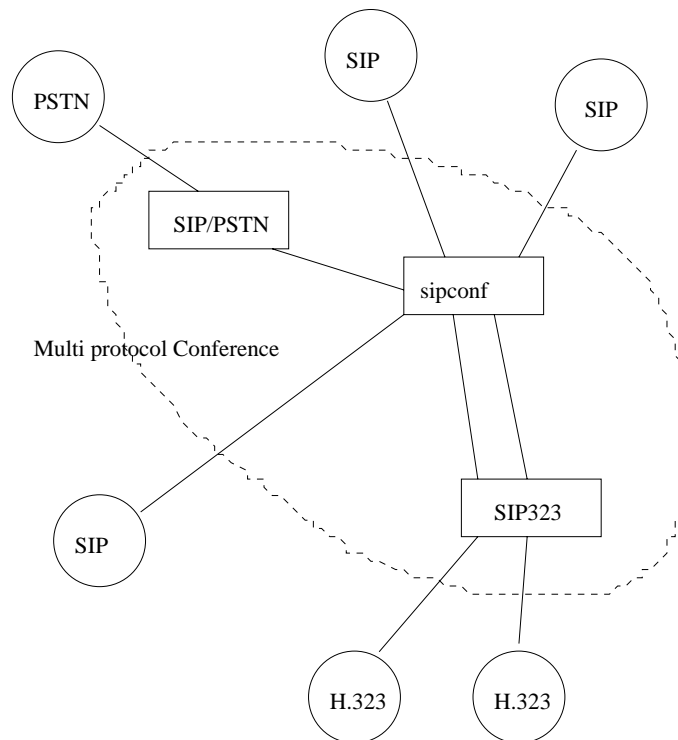 SIP
PSTN
SIP
SIP/PSTN
sipconf
Multi protocol Conference
SIP323
SIP
H.323
H.323